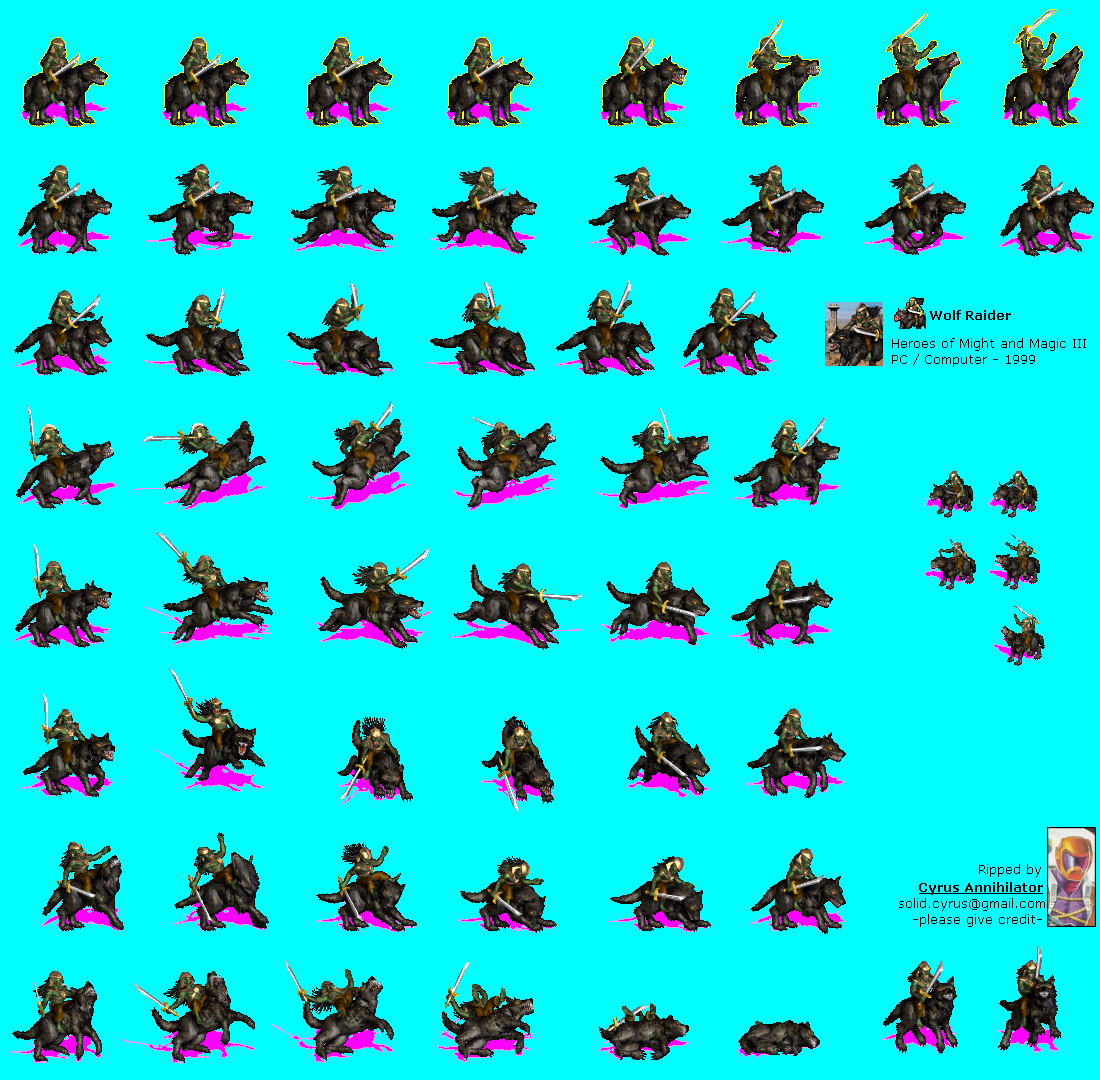 Wolf Raider
Heroes of Might and Magic III
PC / Computer - 1999
Ripped by
Cyrus Annihilator
solid.cyrus@gmail.com
-please give credit-